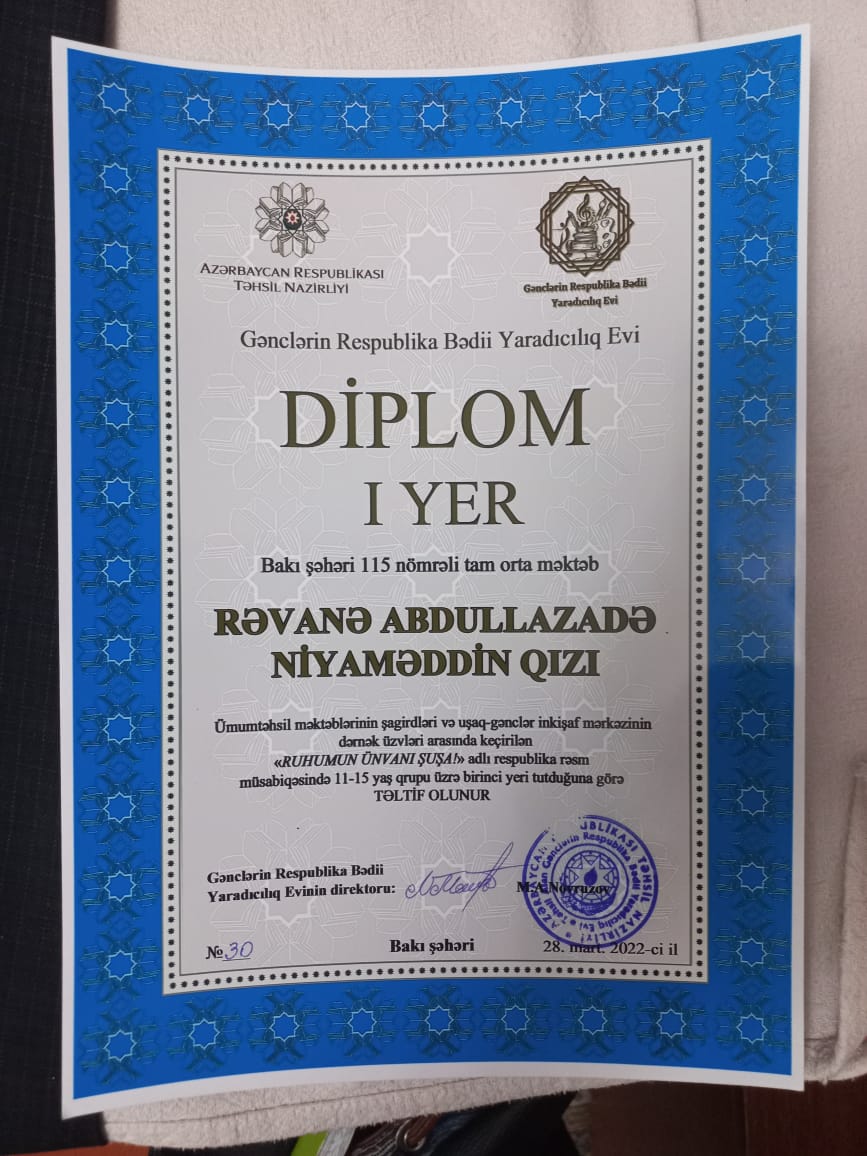 AZƏRBAYCAN RESPUBLİKASI
TƏHSİL NAZİRLİYİ
Gənclərin Respublika Bədii
Yaradıcılıq Evi
Gənclərin Respublika Bədii Yaradıcılıq Evi
DİPLOM
I YER
Bakı şəhəri 115 nömrəli tam orta məktəb
RƏVANƏ ABDULLAZADƏ
NİYAMƏDDİN QIZI
Ümumtəhsil məktəblərinin şagirdləri və uşaq-gənclər inkişaf mərkəzinin
dərnək üzvləri arasında keçirilən
«RUHUMUN ÜNVANI ŞUŞA!» adlı respublika rəsm
müsabiqəsində 11-15 yaş qrupu üzrə birinci yeri tutduğuna görə
TƏLTİF OLUNUR
Gənclərin Respublika Bədii
Yaradıcılıq Evinin direktoru:
M.A.Novruzov
№ 30
Bakı şəhəri
28. mart. 2022-ci il